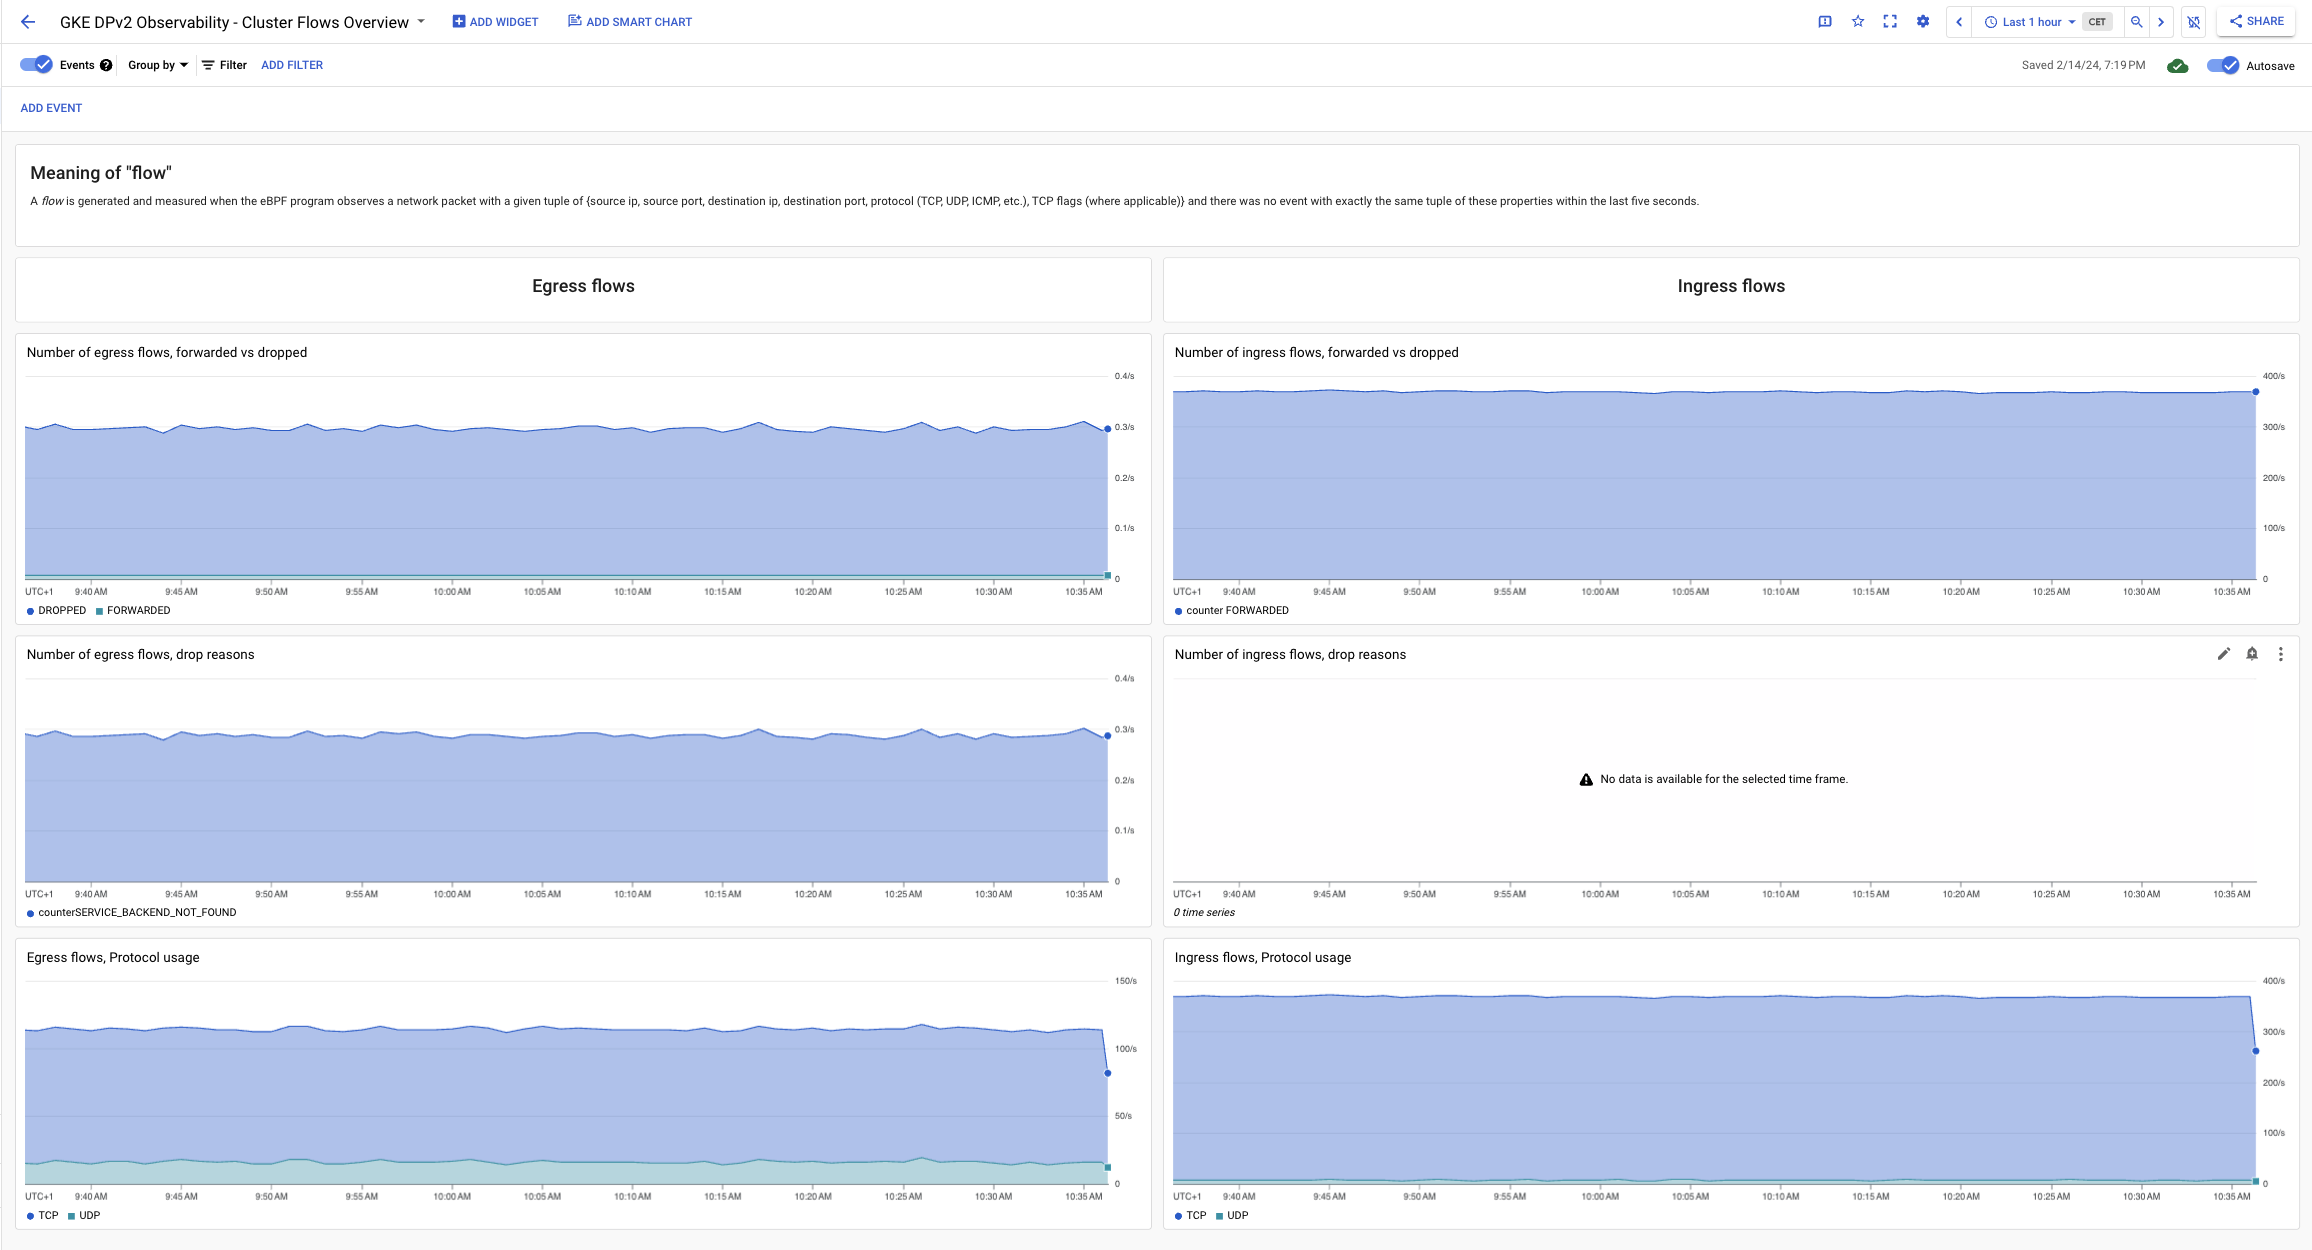 GKE DPv2 Observability - Cluster Flows Overview
ADD WIDGET
ADD SMART CHART
Last 1 hour
CET
SHARE
Events
Group by
Filter
ADD FILTER
Saved 2/14/24, 7:19 PM
Autosave
ADD EVENT
Meaning of "flow"
A flow is generated and measured when the eBPF program observes a network packet with a given tuple of {source ip, source port, destination ip, destination port, protocol (TCP, UDP, ICMP, etc.), TCP flags (where applicable)} and there was no event with exactly the same tuple of these properties within the last five seconds.
Egress flows
Ingress flows
Number of egress flows, forwarded vs dropped
0.4/s
0.3/s
0.2/s
0.1/s
0
UTC+1 9:40 AM 9:45 AM 9:50 AM 9:55 AM 10:00 AM 10:05 AM 10:10 AM 10:15 AM 10:20 AM 10:25 AM 10:30 AM 10:35 AM
DROPPED FORWARDED
Number of ingress flows, forwarded vs dropped
400/s
300/s
200/s
100/s
0
UTC+1 9:40 AM 9:45 AM 9:50 AM 9:55 AM 10:00 AM 10:05 AM 10:10 AM 10:15 AM 10:20 AM 10:25 AM 10:30 AM 10:35 AM
counter FORWARDED
Number of egress flows, drop reasons
0.4/s
0.3/s
0.2/s
0.1/s
0
UTC+1 9:40 AM 9:45 AM 9:50 AM 9:55 AM 10:00 AM 10:05 AM 10:10 AM 10:15 AM 10:20 AM 10:25 AM 10:30 AM 10:35 AM
counterSERVICE_BACKEND_NOT_FOUND
Number of ingress flows, drop reasons
No data is available for the selected time frame.
UTC+1 9:40 AM 9:45 AM 9:50 AM 9:55 AM 10:00 AM 10:05 AM 10:10 AM 10:15 AM 10:20 AM 10:25 AM 10:30 AM 10:35 AM
0 time series
Egress flows, Protocol usage
150/s
100/s
50/s
0
UTC+1 9:40 AM 9:45 AM 9:50 AM 9:55 AM 10:00 AM 10:05 AM 10:10 AM 10:15 AM 10:20 AM 10:25 AM 10:30 AM 10:35 AM
TCP UDP
Ingress flows, Protocol usage
400/s
300/s
200/s
100/s
0
UTC+1 9:40 AM 9:45 AM 9:50 AM 9:55 AM 10:00 AM 10:05 AM 10:10 AM 10:15 AM 10:20 AM 10:25 AM 10:30 AM 10:35 AM
TCP UDP